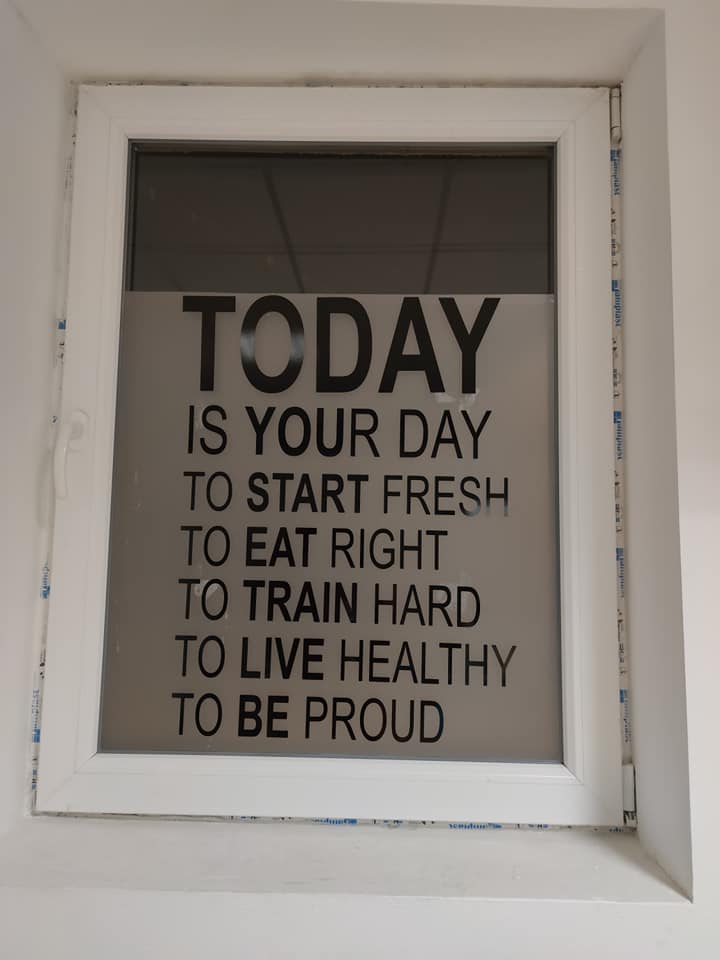 TODAY
IS YOUR DAY
TO START FRESH
TO EAT RIGHT
TO TRAIN HARD
TO LIVE HEALTHY
TO BE PROUD